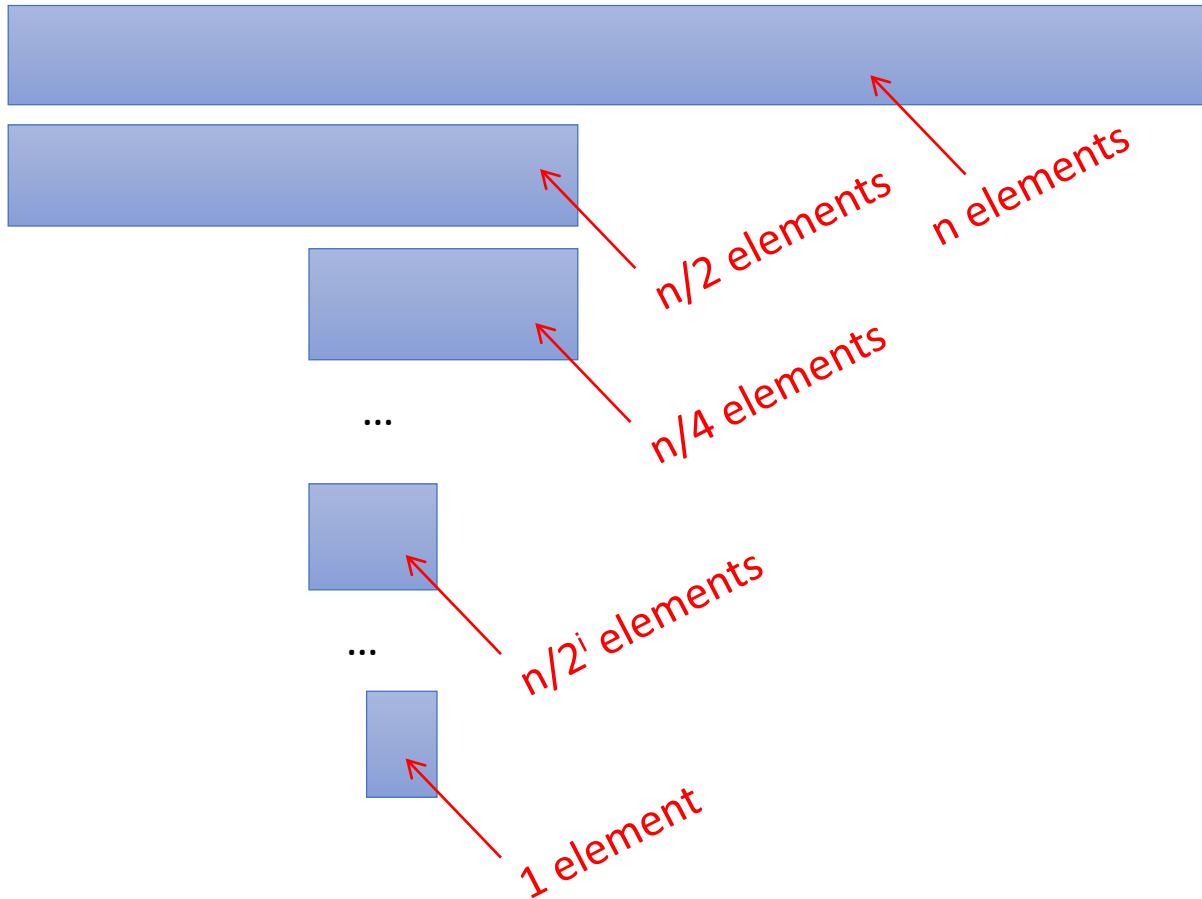 n elements
n/2 elements
n/4 elements
...
n/2ⁱ elements
...
1 element